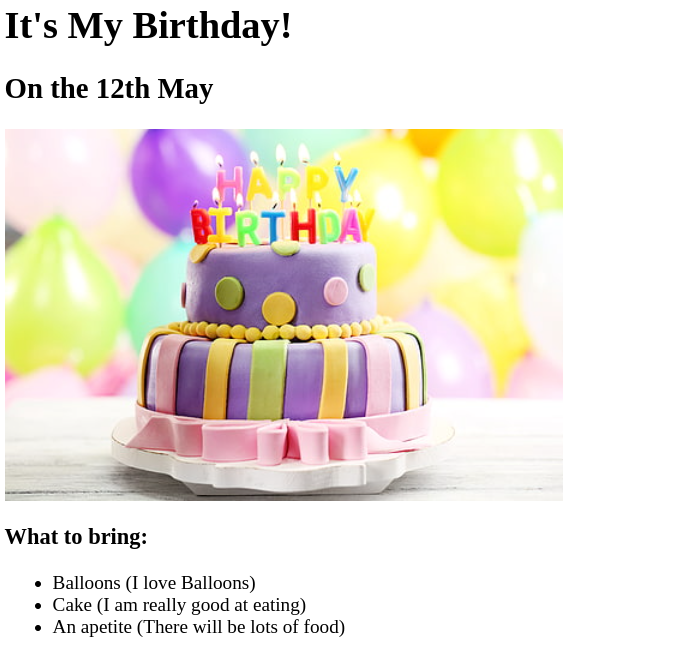 It's My Birthday!
On the 12th May
HAPPY
BIRTHDAY
What to bring:
Balloons (I love Balloons)
Cake (I am really good at eating)
An apetite (There will be lots of food)